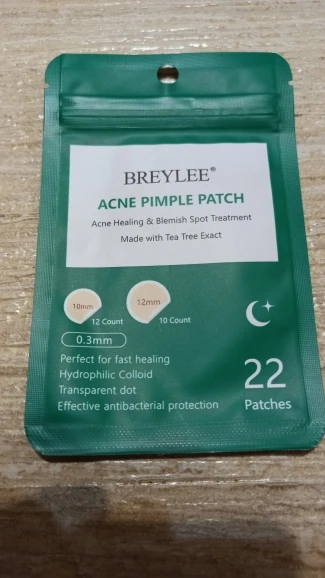 BREYLEE®
ACNE PIMPLE PATCH
Acne Healing & Blemish Spot Treatment
Made with Tea Tree Exact
10mm
12 Count
12mm
10 Count
0.3mm
Perfect for fast healing
Hydrophilic Colloid
Transparent dot
Effective antibacterial protection
22
Patches